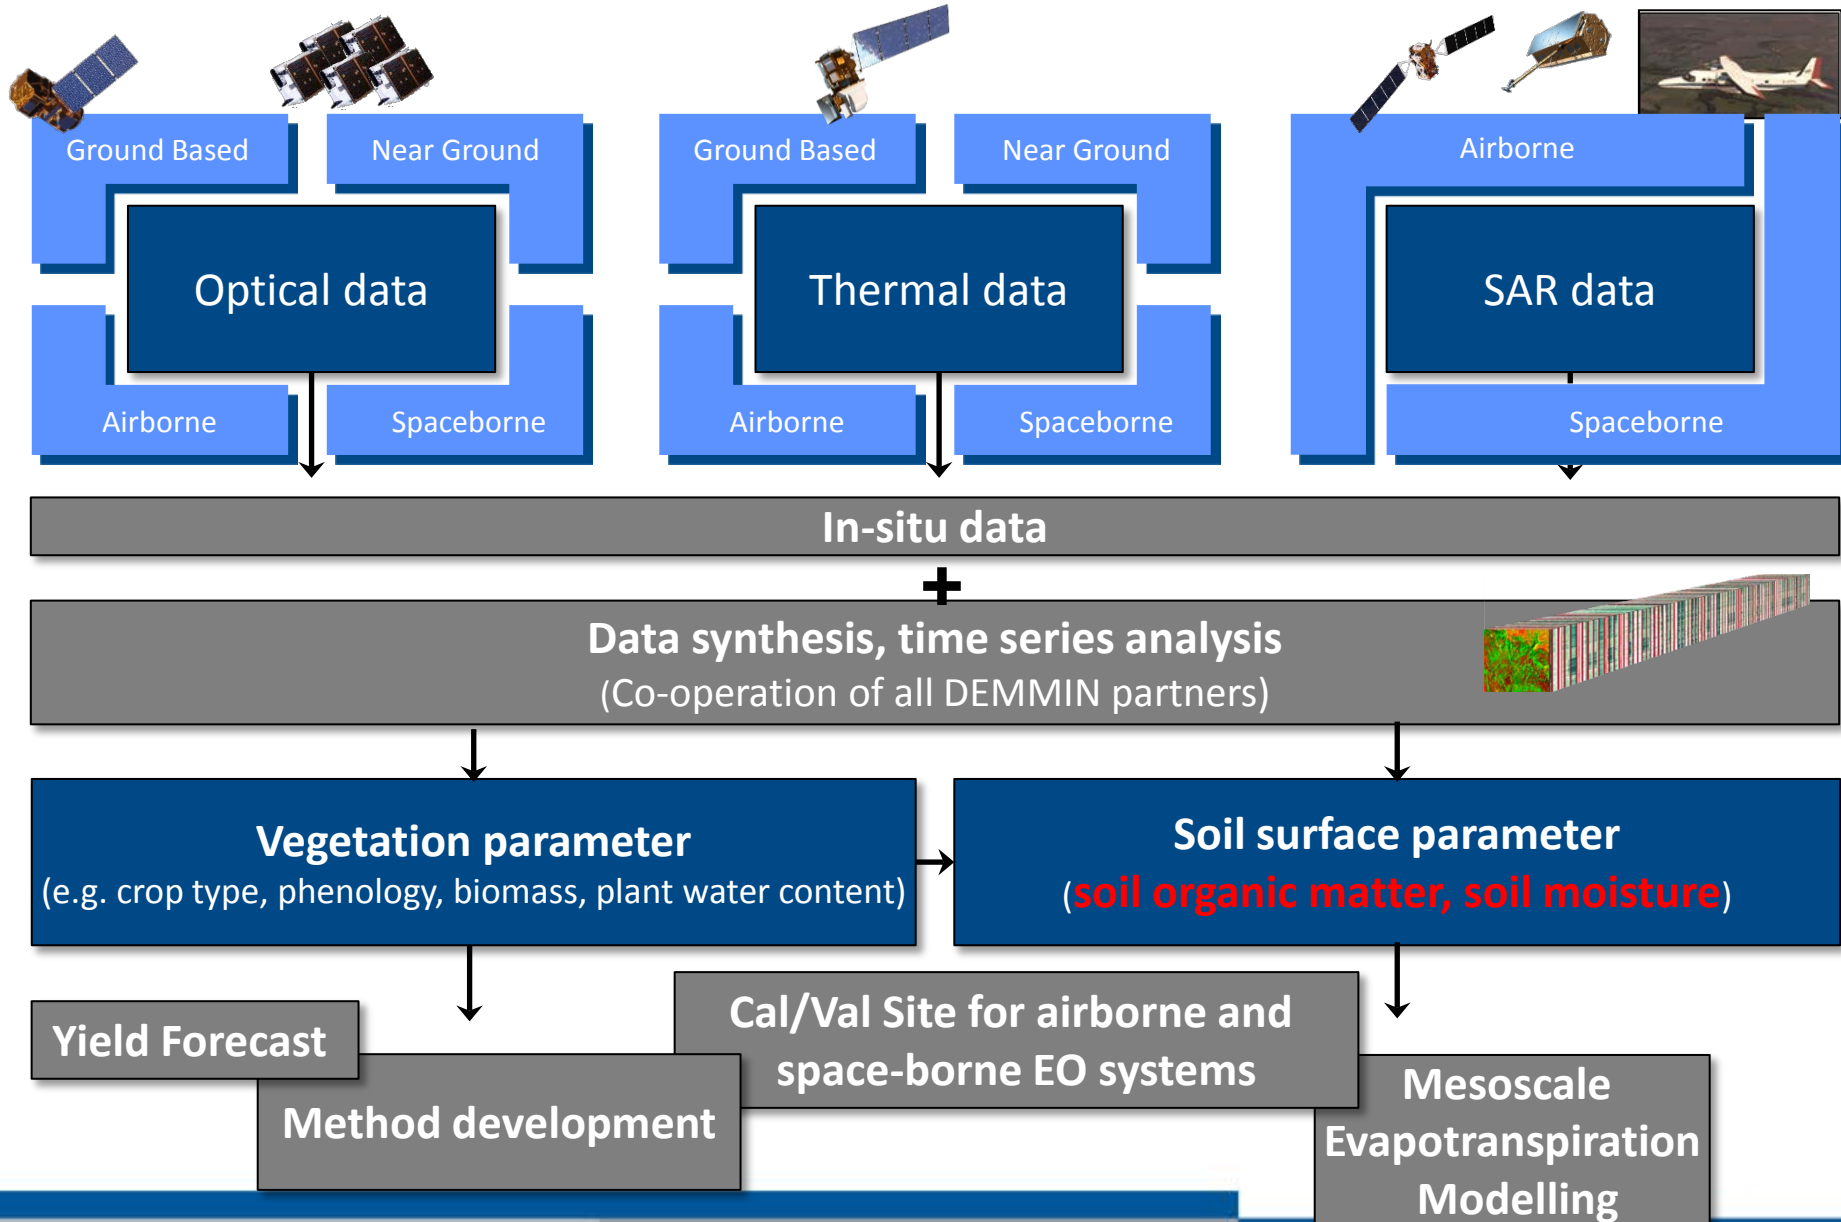 Ground Based
Near Ground
Optical data
Airborne
Spaceborne
Ground Based
Near Ground
Thermal data
Airborne
Spaceborne
Airborne
SAR data
Spaceborne
In-situ data
+
Data synthesis, time series analysis
(Co-operation of all DEMMIN partners)
Vegetation parameter
(e.g. crop type, phenology, biomass, plant water content)
Soil surface parameter
(soil organic matter, soil moisture)
Yield Forecast
Method development
Cal/Val Site for airborne and
space-borne EO systems
Mesoscale
Evapotranspiration
Modelling